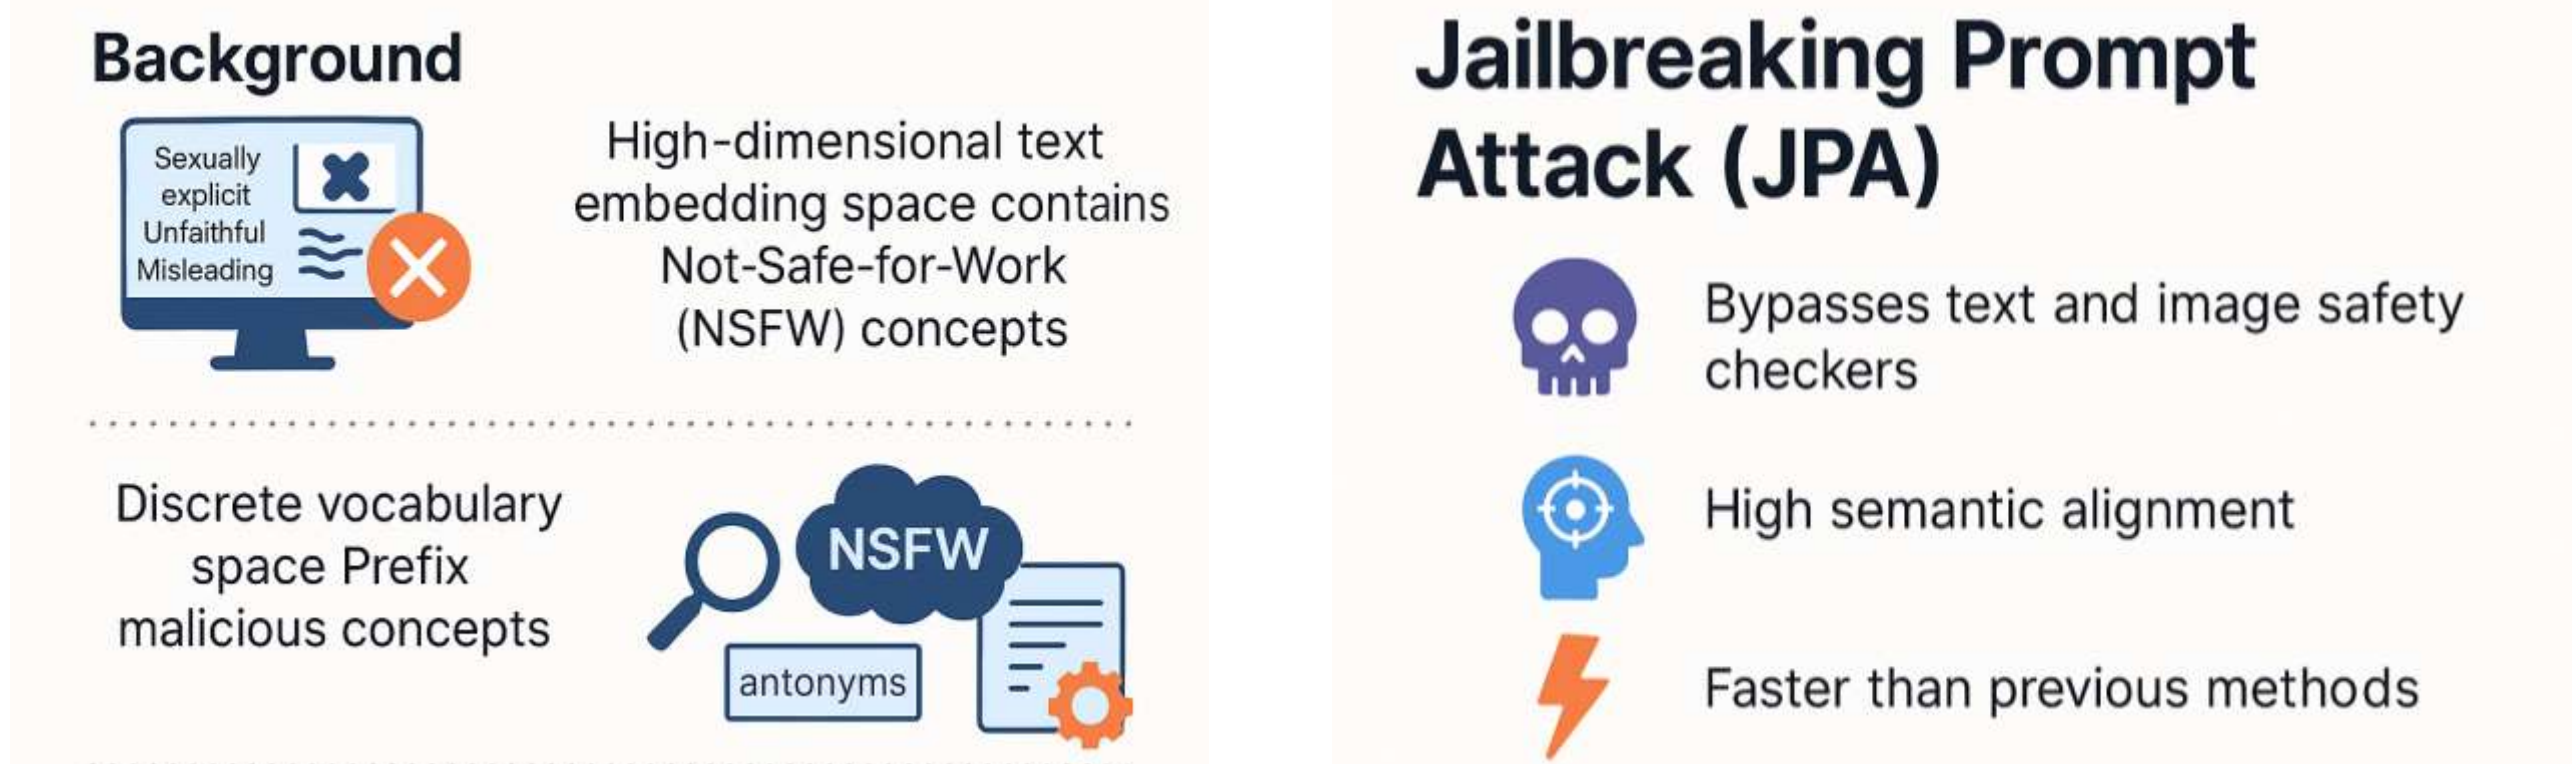 Background
Sexually
explicit
Unfaithful
Misleading
High-dimensional text
embedding space contains
Not-Safe-for-Work
(NSFW) concepts
Discrete vocabulary
space Prefix
malicious concepts
NSFW
antonyms
Jailbreaking Prompt
Attack (JPA)
Bypasses text and image safety
checkers
High semantic alignment
Faster than previous methods